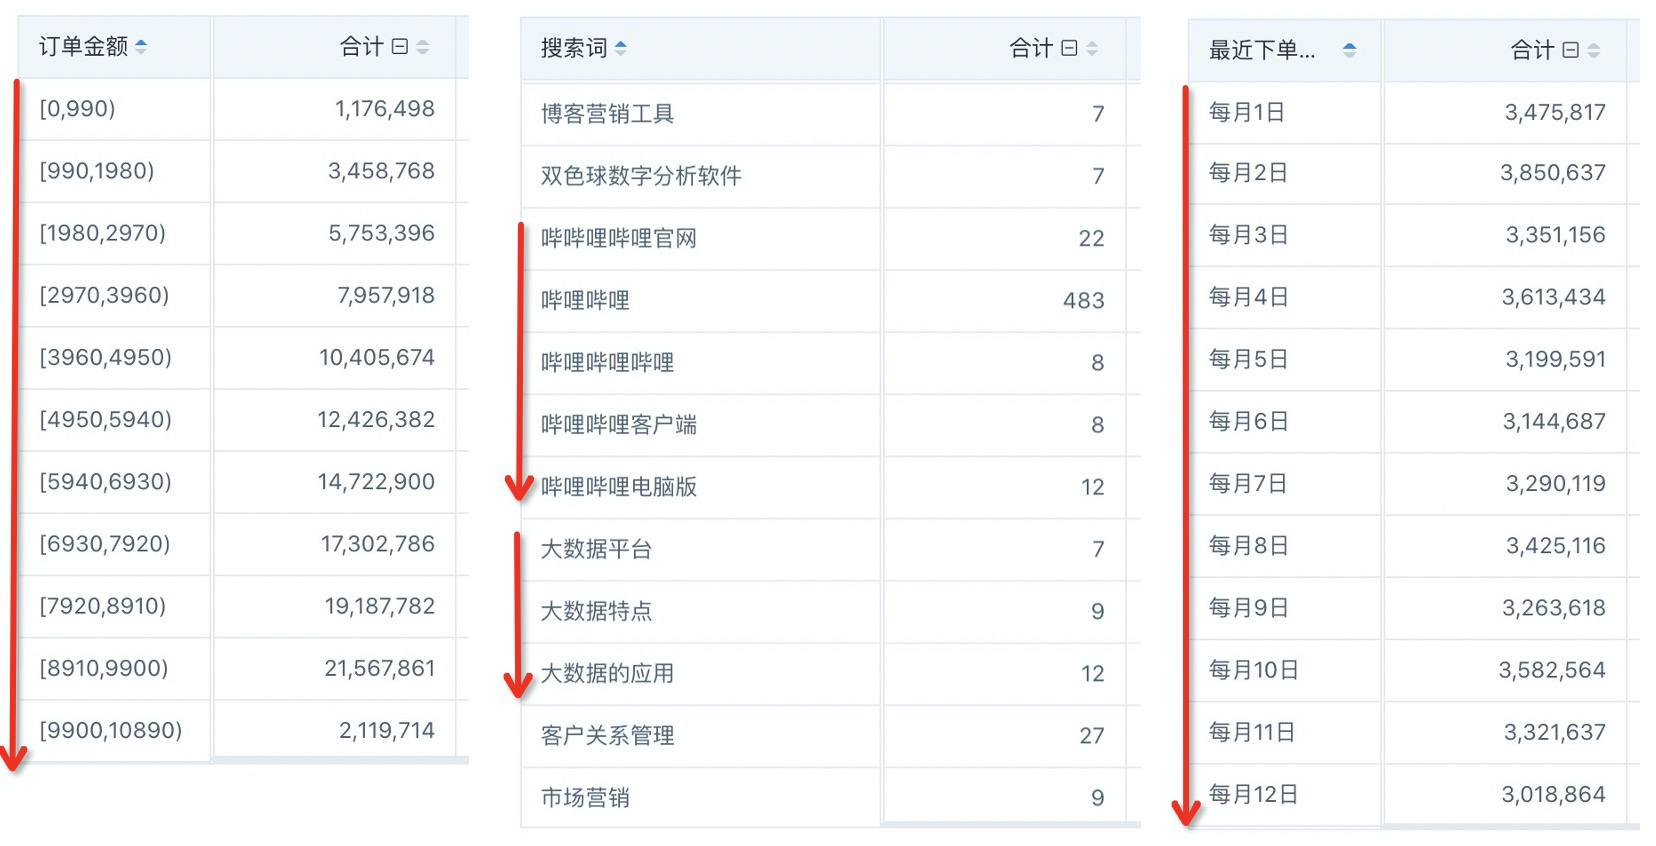 订单金额 合计
[0,990) 1,176,498
[990,1980) 3,458,768
[1980,2970) 5,753,396
[2970,3960) 7,957,918
[3960,4950) 10,405,674
[4950,5940) 12,426,382
[5940,6930) 14,722,900
[6930,7920) 17,302,786
[7920,8910) 19,187,782
[8910,9900) 21,567,861
[9900,10890) 2,119,714
搜索词 合计
博客营销工具 7
双色球数字分析软件 7
哔哔哩哔哩官网 22
哔哩哔哩 483
哔哩哔哩哔哩 8
哔哩哔哩客户端 8
哔哩哔哩电脑版 12
大数据平台 7
大数据特点 9
大数据的应用 12
客户关系管理 27
市场营销 9
最近下单... 合计
每月1日 3,475,817
每月2日 3,850,637
每月3日 3,351,156
每月4日 3,613,434
每月5日 3,199,591
每月6日 3,144,687
每月7日 3,290,119
每月8日 3,425,116
每月9日 3,263,618
每月10日 3,582,564
每月11日 3,321,637
每月12日 3,018,864